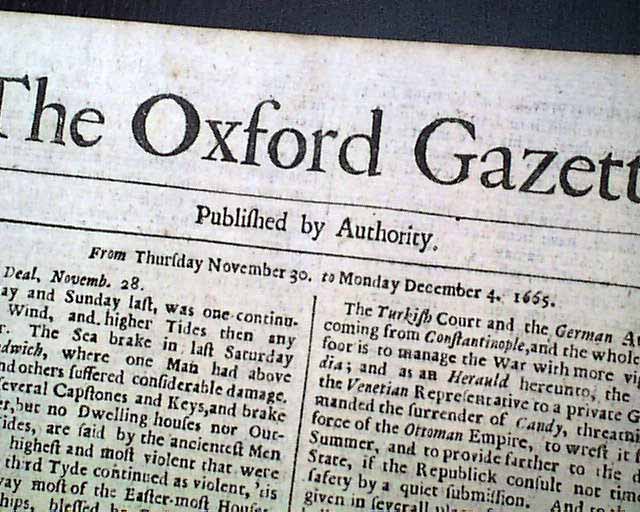 The Oxford Gazett
Publiſhed by Authority.
From Thurſday November 30. to Monday December 4. 1665.
Deal, Novemb. 28.
ay and Sunday laſt, was one continu-
Wind, and higher Tides then any
r. The Sea brake in laſt Saturday
ndwich, where one Man had above
nd others ſuffered conſiderable damage.
ſeveral Capſtones and Keys, and brake
er, but no Dwelling houſes nor Out-
Tides, are ſaid by the ancienteſt Men
higheſt and moſt violent that were
third Tyde continued as violent, 'tis
way moſt of the Eaſter-moſt Houſe
hips, bleſſed
The Turkiſh Court and the German A
coming from Conſtantinople, and the whole
foot is to manage the War with more vi
dia; and as an Herauld hereunto, the
the Venetian Repreſentative to a private G
manded the ſurrender of Candy, threatn
force of the Ottoman Empire, to wreſt it
Summer, and to provide farther to the
State, if the Republick conſult not time
ſafety by a quiet ſubmiſſion. And to
given in ſeverall